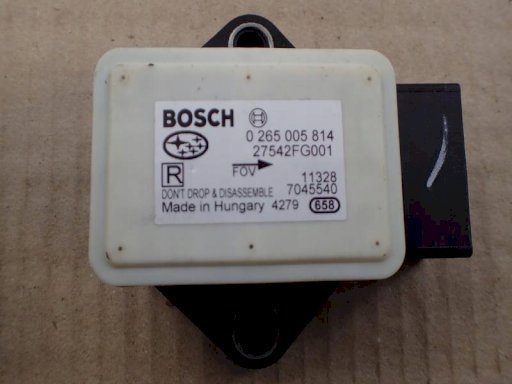 BOSCH
0 265 005 814
27542FG001
R
FOV
11328
7045540
DON'T DROP & DISASSEMBLE
Made in Hungary 4279 658